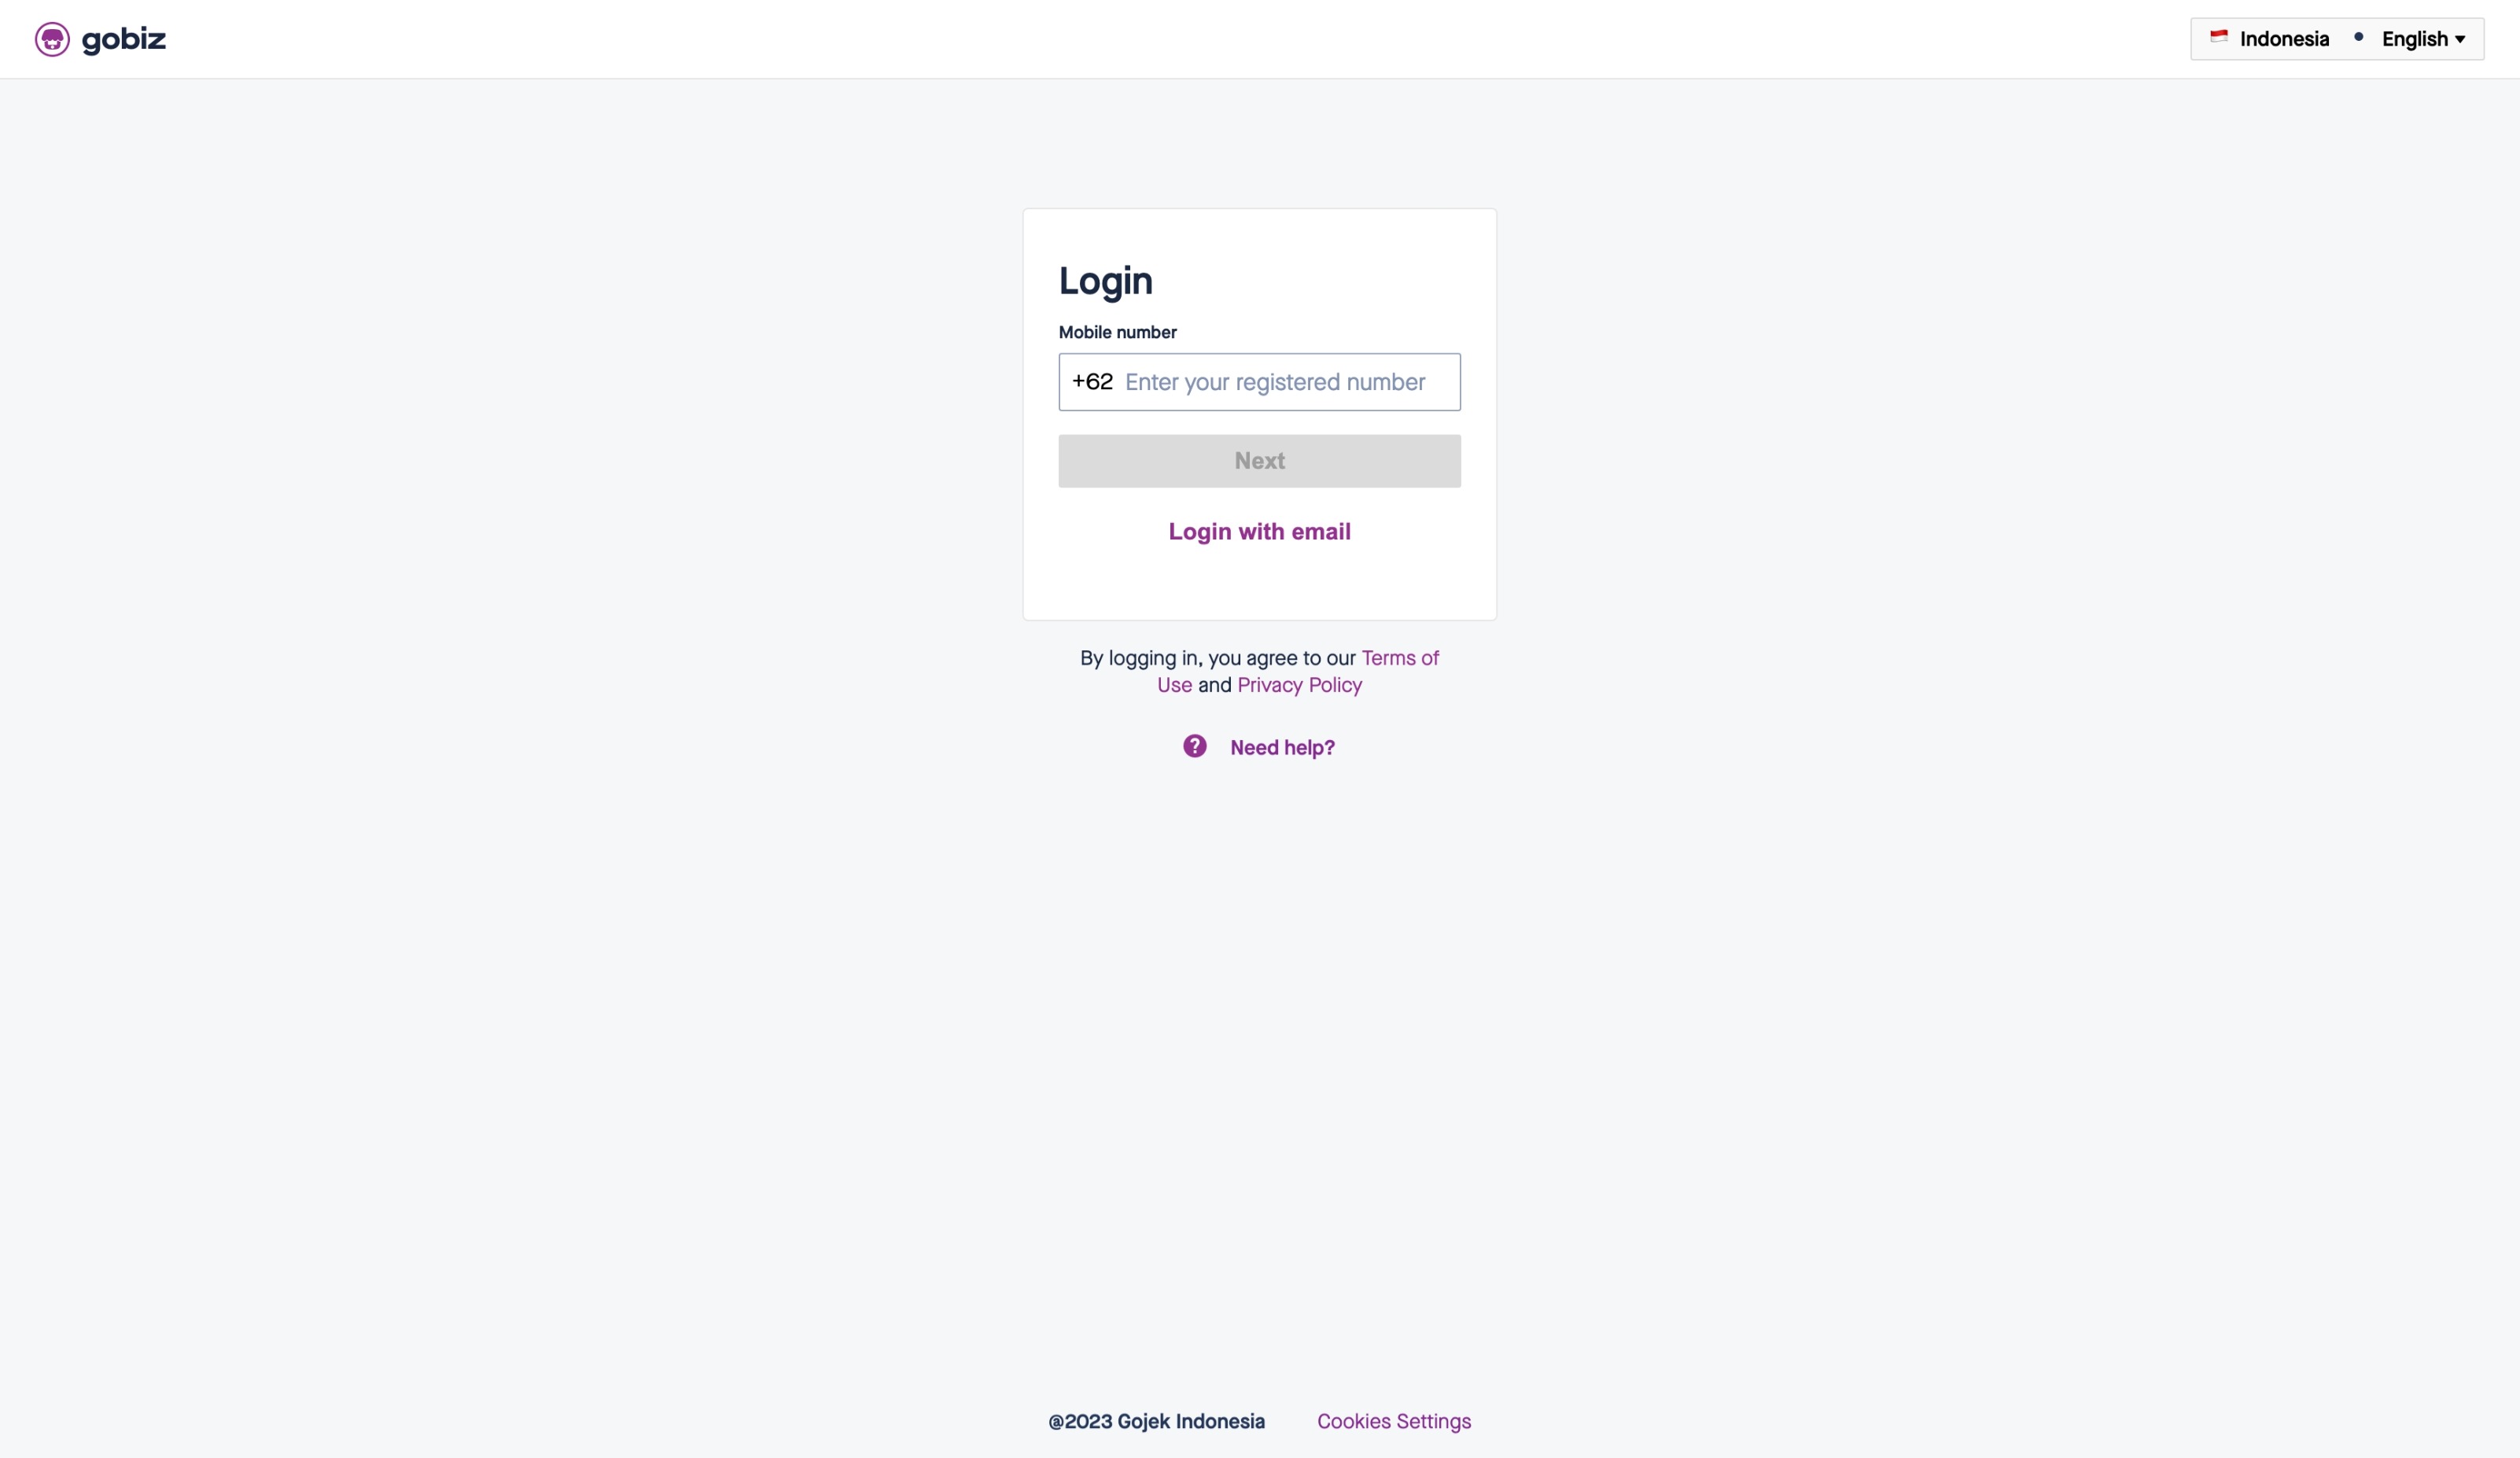 gobiz
Indonesia • English
Login
Mobile number
+62 Enter your registered number
Next
Login with email
By logging in, you agree to our Terms of
Use and Privacy Policy
? Need help?
@2023 Gojek Indonesia Cookies Settings